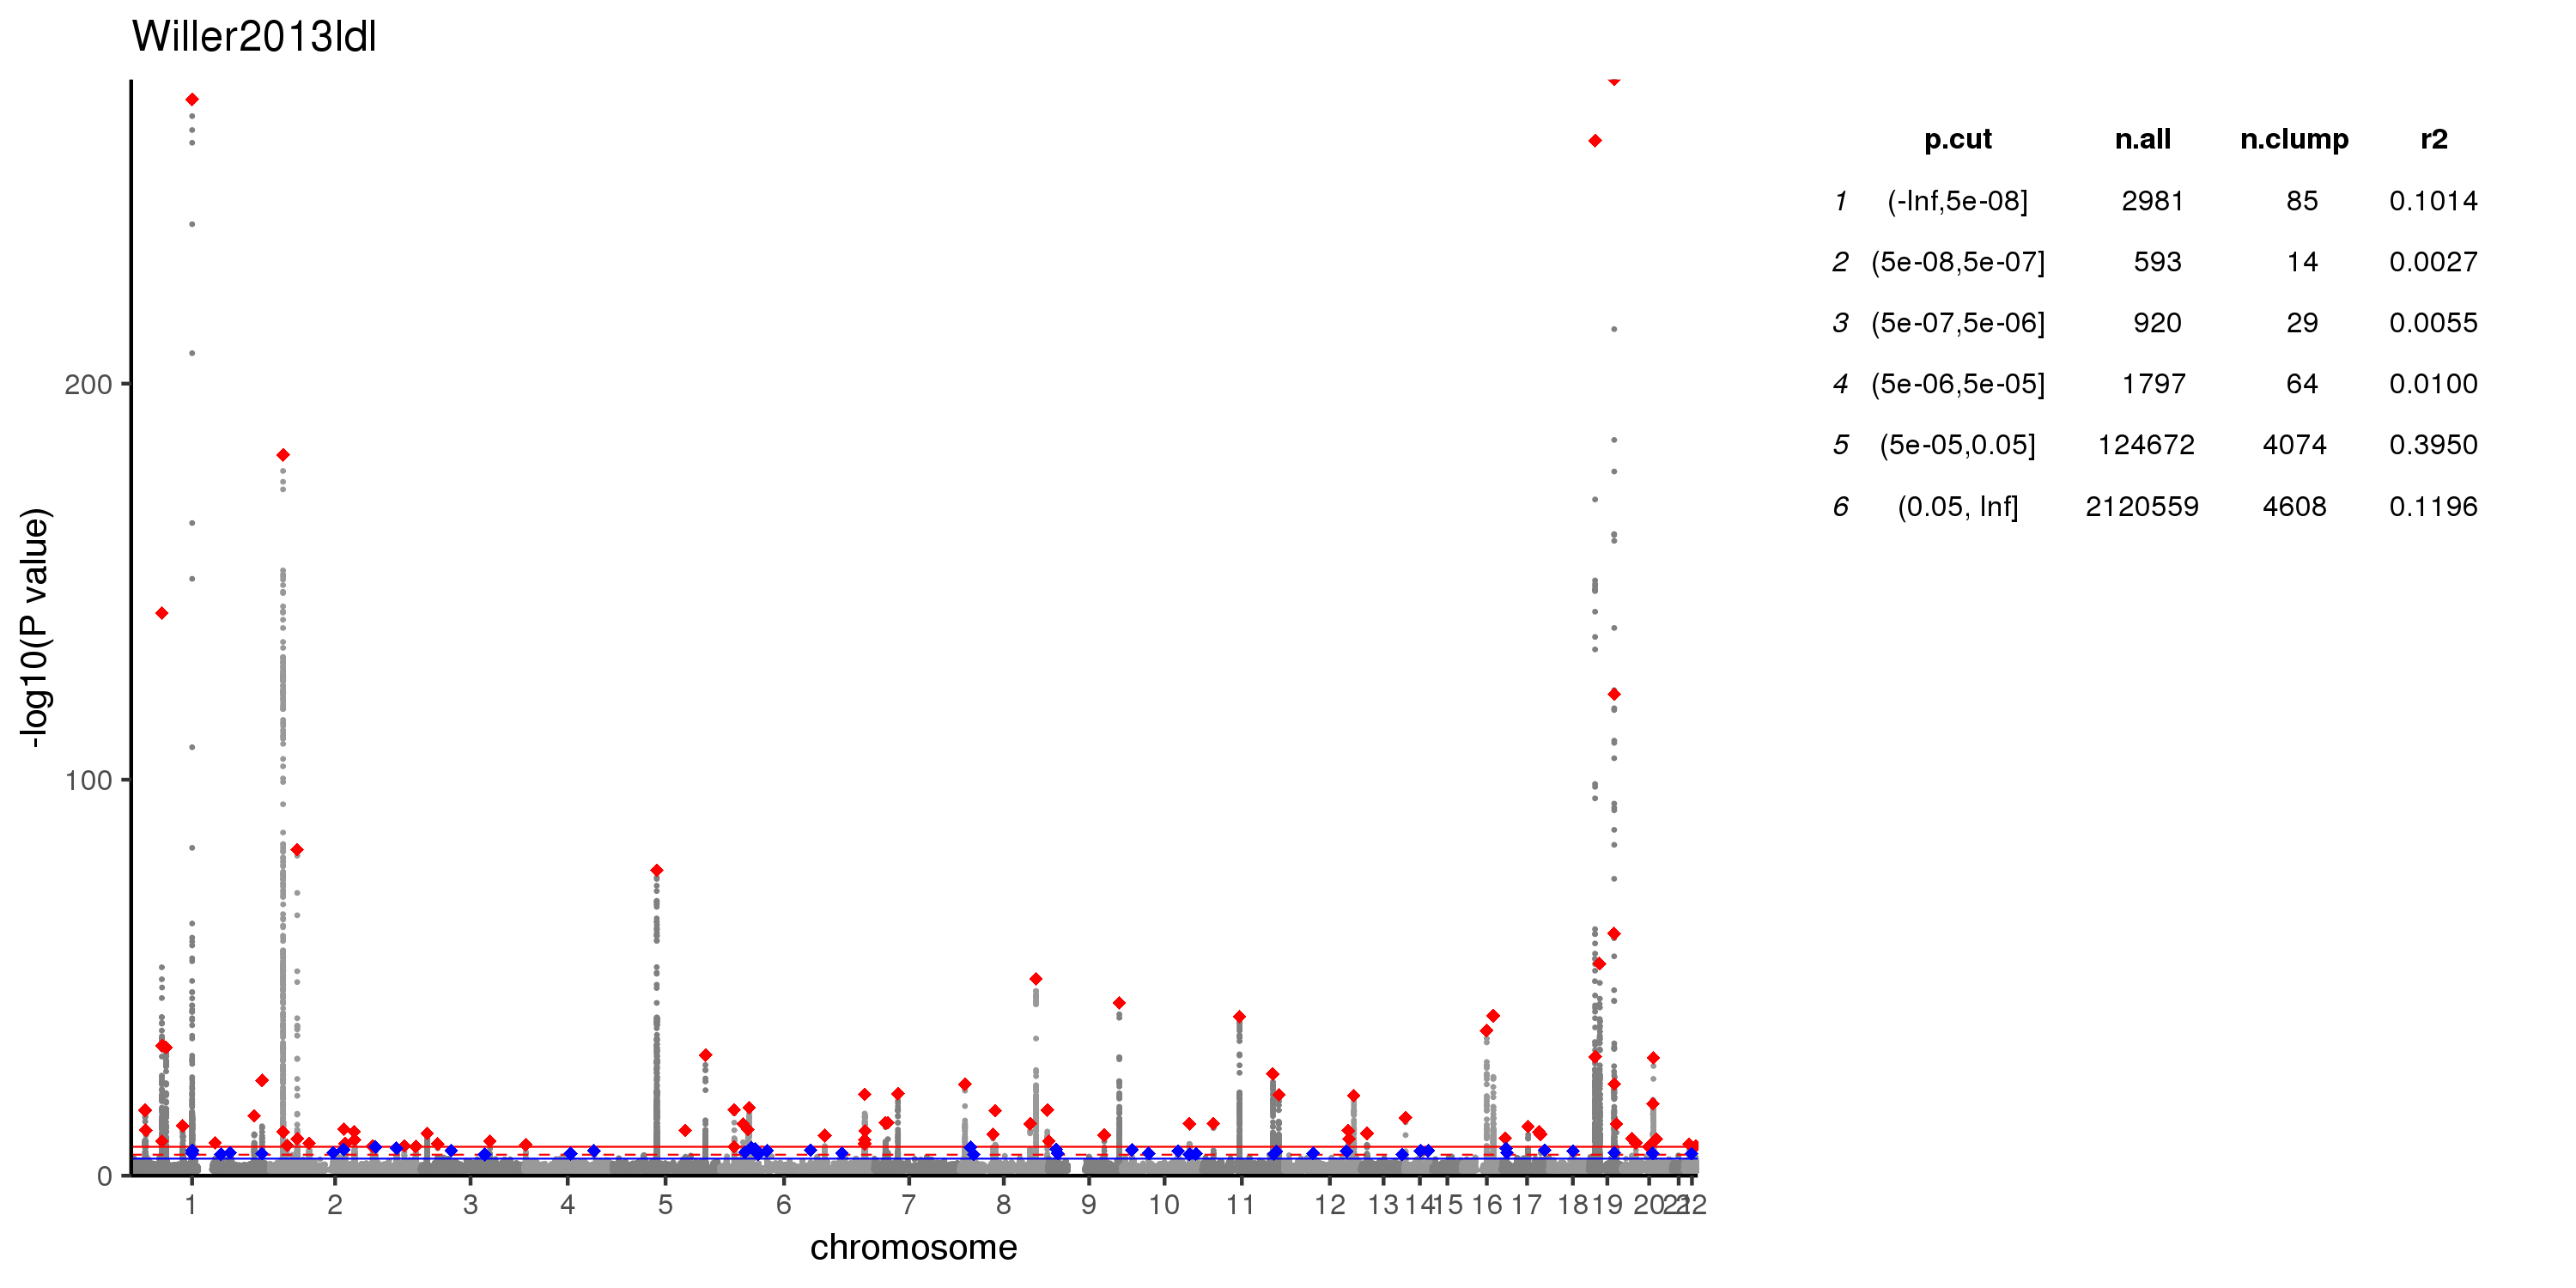 Willer2013ldl
p.cut n.all n.clump r2
1 (-Inf,5e-08] 2981 85 0.1014
2 (5e-08,5e-07] 593 14 0.0027
3 (5e-07,5e-06] 920 29 0.0055
4 (5e-06,5e-05] 1797 64 0.0100
5 (5e-05,0.05] 124672 4074 0.3950
6 (0.05, Inf] 2120559 4608 0.1196
-log10(P value)
200
100
0
1 2 3 4 5 6 7 8 9 10 11 12 13 14 15 16 17 18 19 20 21 22
chromosome